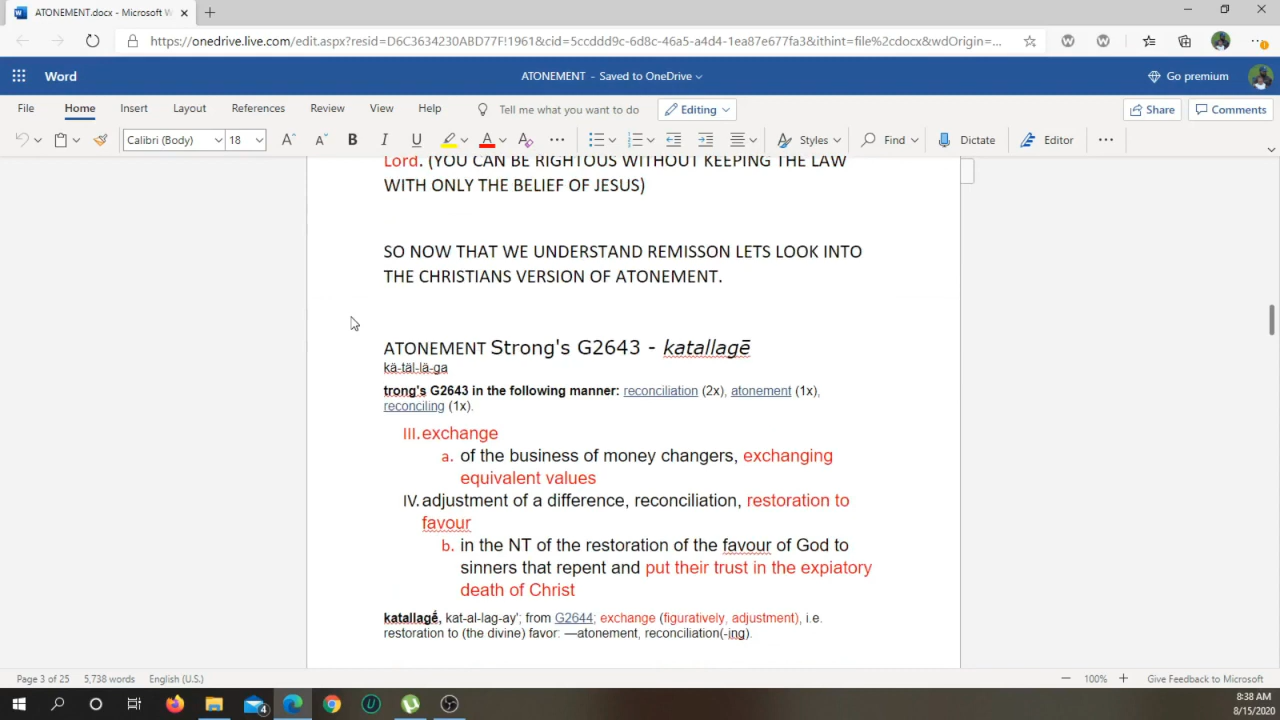 ATONEMENT.docx - Microsoft W
https://onedrive.live.com/edit.aspx?resid=D6C3634230ABD77F!1961&cid=5ccddd9c-6d8c-46a5-a4d4-1ea87e677fa3&ithint=file%2cdocx&wdOrigin=...
Word
ATONEMENT - Saved to OneDrive
Go premium
File Home Insert Layout References Review View Help Tell me what you want to do Editing Share Comments
Calibri (Body) 18 A A B I U A Styles Find Dictate Editor
Lord. (YOU CAN BE RIGHTOUS WITHOUT KEEPING THE LAW
WITH ONLY THE BELIEF OF JESUS)
SO NOW THAT WE UNDERSTAND REMISSON LETS LOOK INTO
THE CHRISTIANS VERSION OF ATONEMENT.
ATONEMENT Strong's G2643 - katallagē
kä-täl-lä-ga
trong's G2643 in the following manner: reconciliation (2x), atonement (1x),
reconciling (1x).
III. exchange
a. of the business of money changers, exchanging
equivalent values
IV. adjustment of a difference, reconciliation, restoration to
favour
b. in the NT of the restoration of the favour of God to
sinners that repent and put their trust in the expiatory
death of Christ
katallagḗ, kat-al-lag-ay'; from G2644; exchange (figuratively, adjustment), i.e.
restoration to (the divine) favor: —atonement, reconciliation(-ing).
Page 3 of 25 5,738 words English (U.S.) 100% Give Feedback to Microsoft
4
8:38 AM
8/15/2020